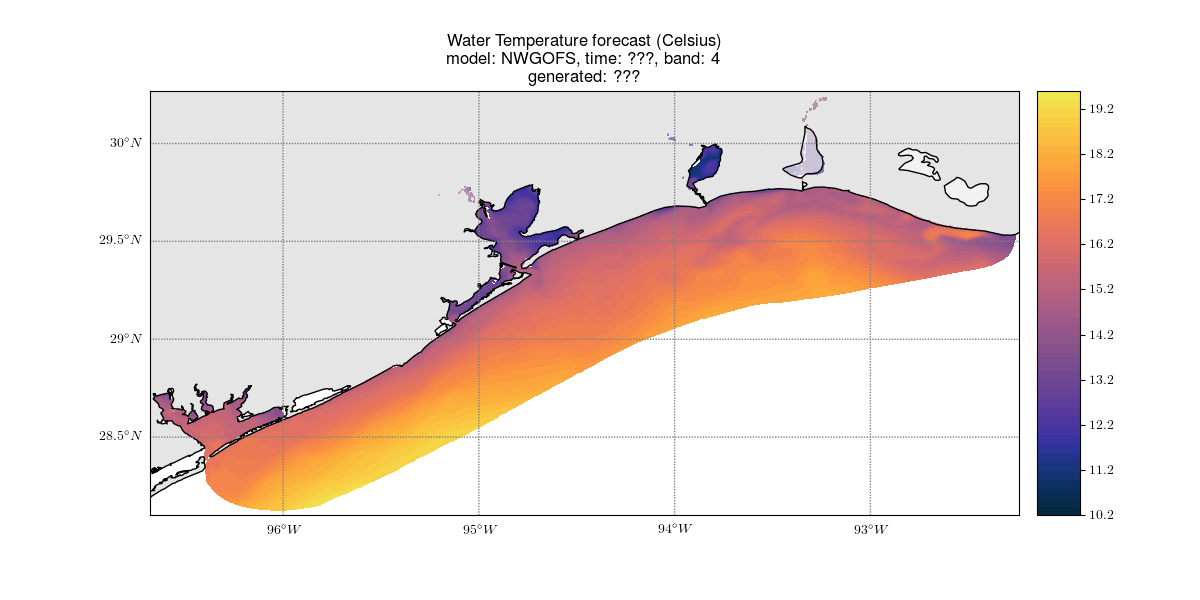 Water Temperature forecast (Celsius)
model: NWGOFS, time: ???, band: 4
generated: ???
30°N
29.5°N
29°N
28.5°N
96°W
95°W
94°W
93°W
19.2
18.2
17.2
16.2
15.2
14.2
13.2
12.2
11.2
10.2